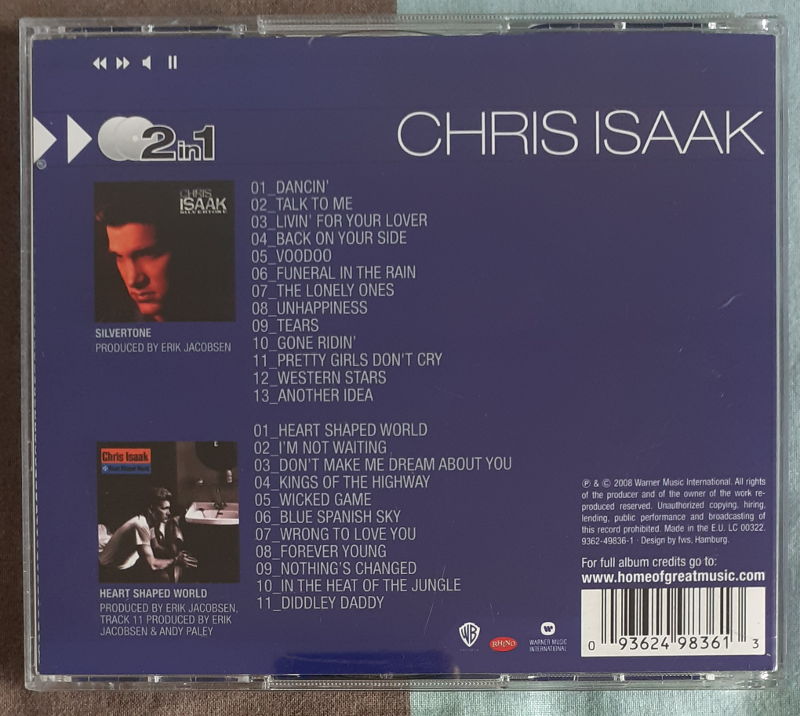 2in1
CHRIS ISAAK
CHRIS
ISAAK
SILVERTONE
SILVERTONE
PRODUCED BY ERIK JACOBSEN
01_DANCIN'
02_TALK TO ME
03_LIVIN' FOR YOUR LOVER
04_BACK ON YOUR SIDE
05_VOODOO
06_FUNERAL IN THE RAIN
07_THE LONELY ONES
08_UNHAPPINESS
09_TEARS
10_GONE RIDIN'
11_PRETTY GIRLS DON'T CRY
12_WESTERN STARS
13_ANOTHER IDEA
Chris Isaak
Heart Shaped World
HEART SHAPED WORLD
PRODUCED BY ERIK JACOBSEN,
TRACK 11 PRODUCED BY ERIK
JACOBSEN & ANDY PALEY
01_HEART SHAPED WORLD
02_I'M NOT WAITING
03_DON'T MAKE ME DREAM ABOUT YOU
04_KINGS OF THE HIGHWAY
05_WICKED GAME
06_BLUE SPANISH SKY
07_WRONG TO LOVE YOU
08_FOREVER YOUNG
09_NOTHING'S CHANGED
10_IN THE HEAT OF THE JUNGLE
11_DIDDLEY DADDY
℗ & © 2008 Warner Music International. All rights
of the producer and of the owner of the work re-
produced reserved. Unauthorized copying, hiring,
lending, public performance and broadcasting of
this record prohibited. Made in the E.U. LC 00322.
9362-49836-1 · Design by fws, Hamburg.
For full album credits go to:
www.homeofgreatmusic.com
WB
RHINO
WARNER MUSIC
INTERNATIONAL
0 93624 98361 3